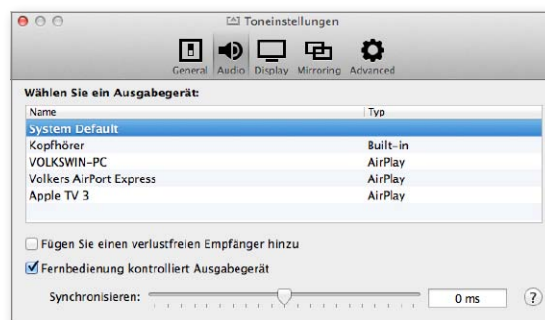 Toneinstellungen
General Audio Display Mirroring Advanced
Wählen Sie ein Ausgabegerät:
Name Typ
System Default
Kopfhörer Built-in
VOLKSWIN-PC AirPlay
Volkers AirPort Express AirPlay
Apple TV 3 AirPlay
Fügen Sie einen verlustfreien Empfänger hinzu
Fernbedienung kontrolliert Ausgabegerät
Synchronisieren: 0 ms ?